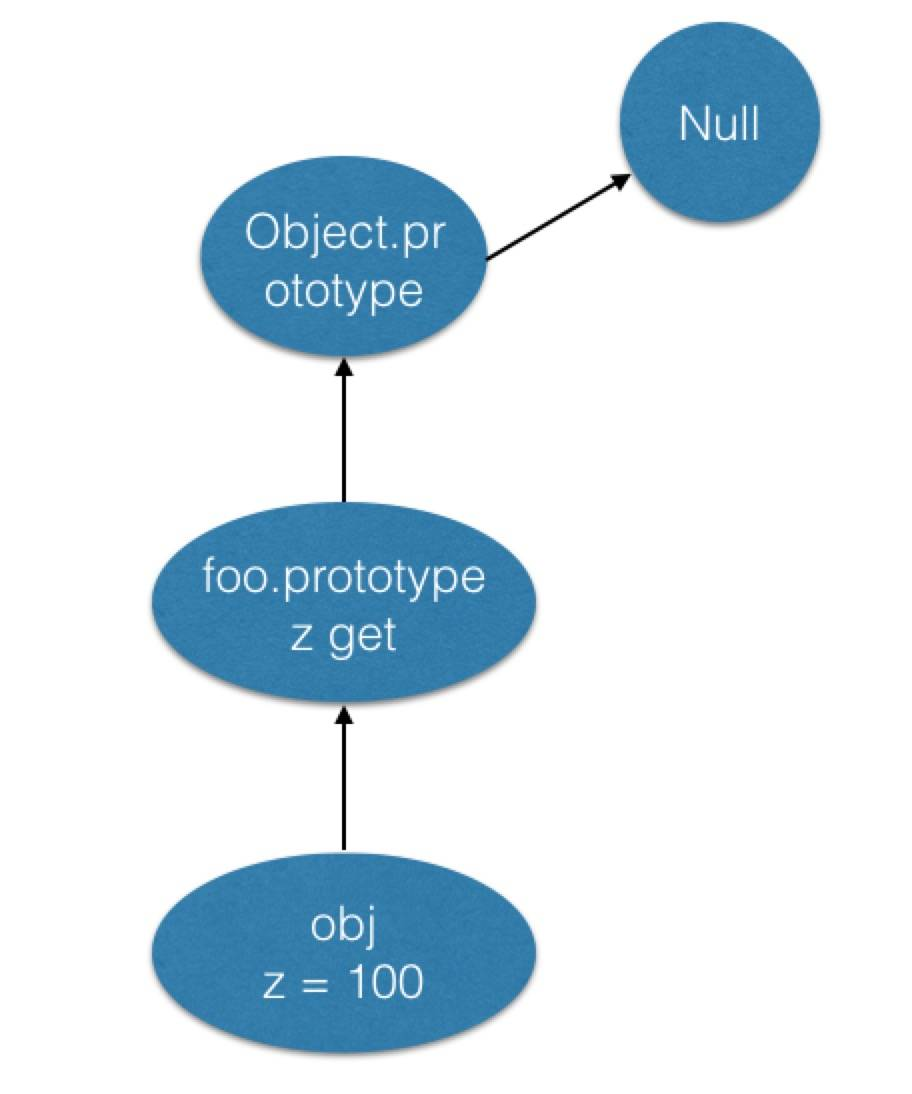 Null
Object.pr
ototype
foo.prototype
z get
obj
z = 100